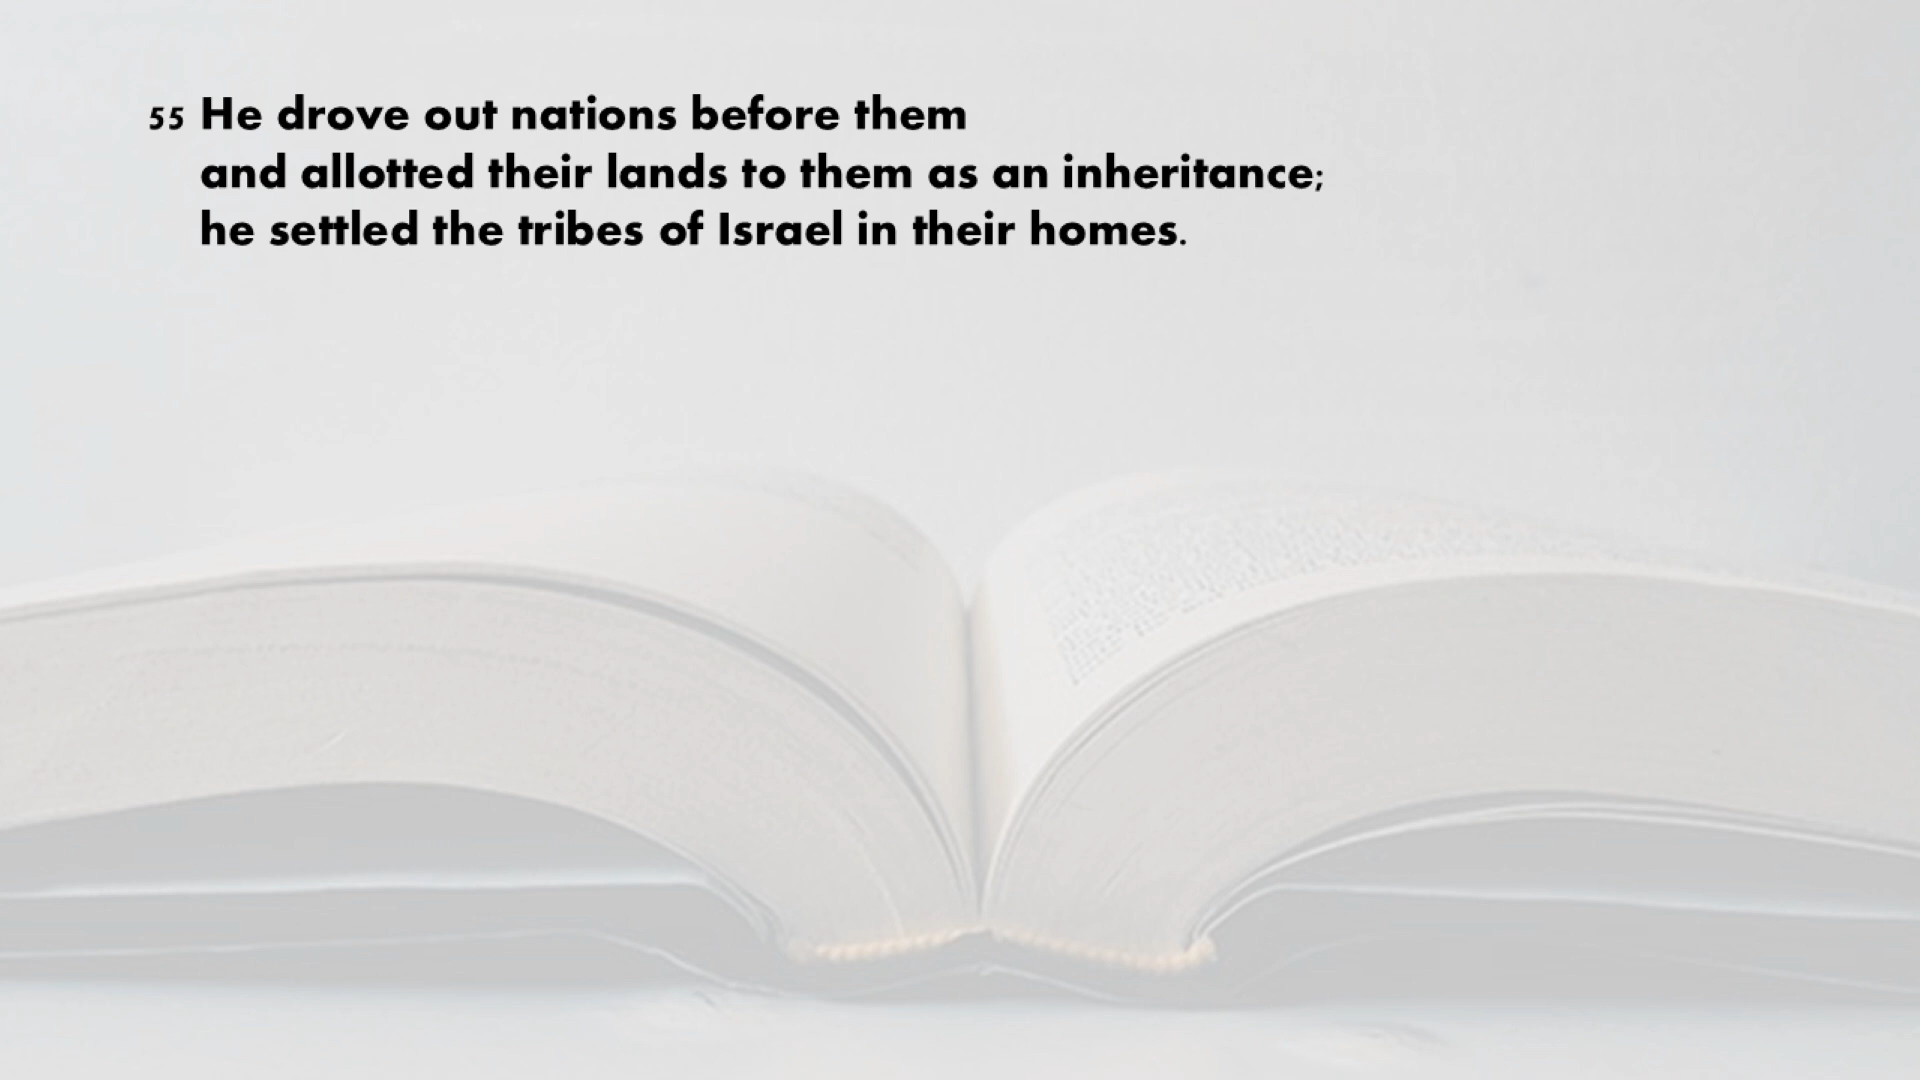 55 He drove out nations before them
and allotted their lands to them as an inheritance;
he settled the tribes of Israel in their homes.